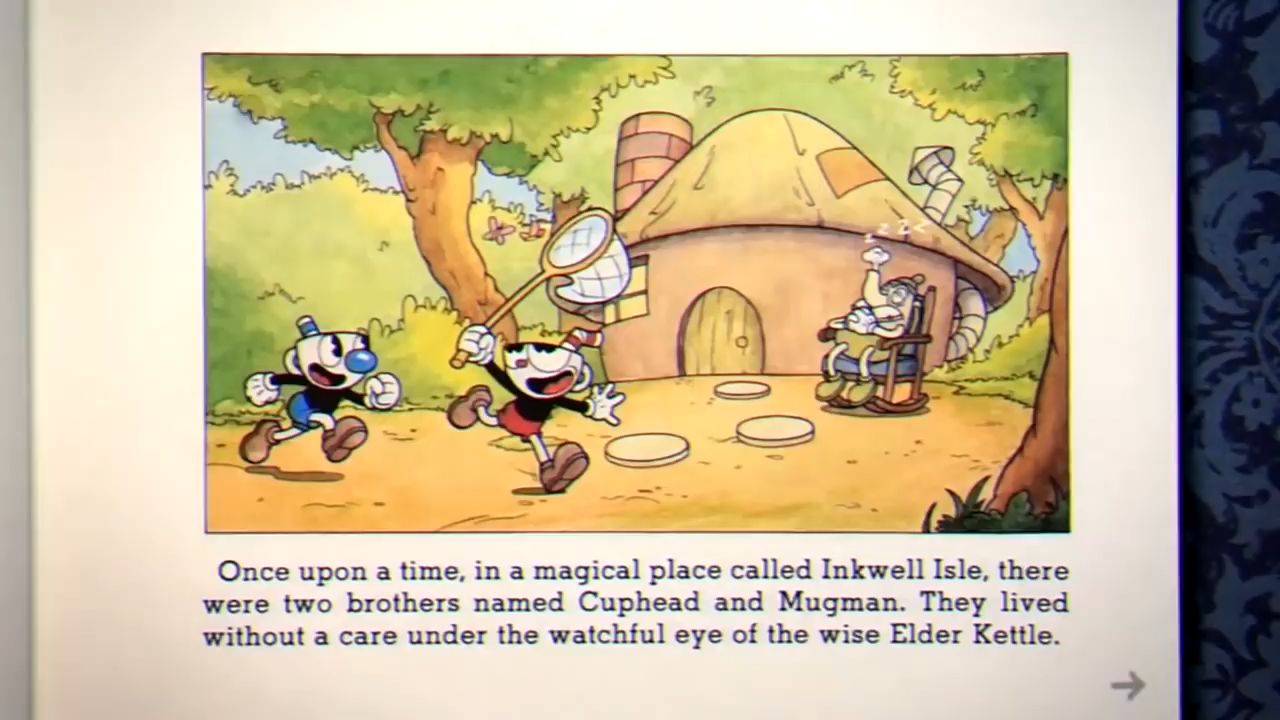 z z z z
Once upon a time, in a magical place called Inkwell Isle, there
were two brothers named Cuphead and Mugman. They lived
without a care under the watchful eye of the wise Elder Kettle.